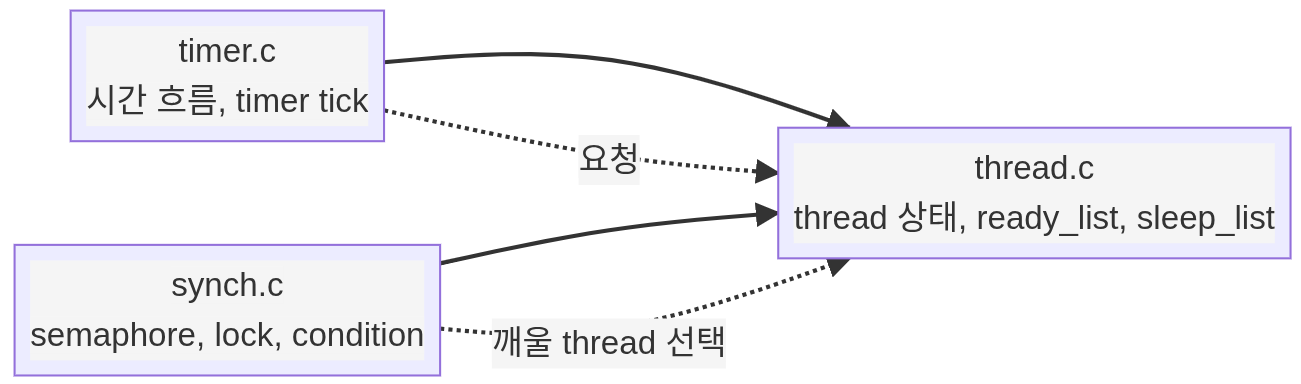 timer.c
시간 흐름, timer tick
요청
thread.c
thread 상태, ready_list, sleep_list
synch.c
semaphore, lock, condition
깨울 thread 선택